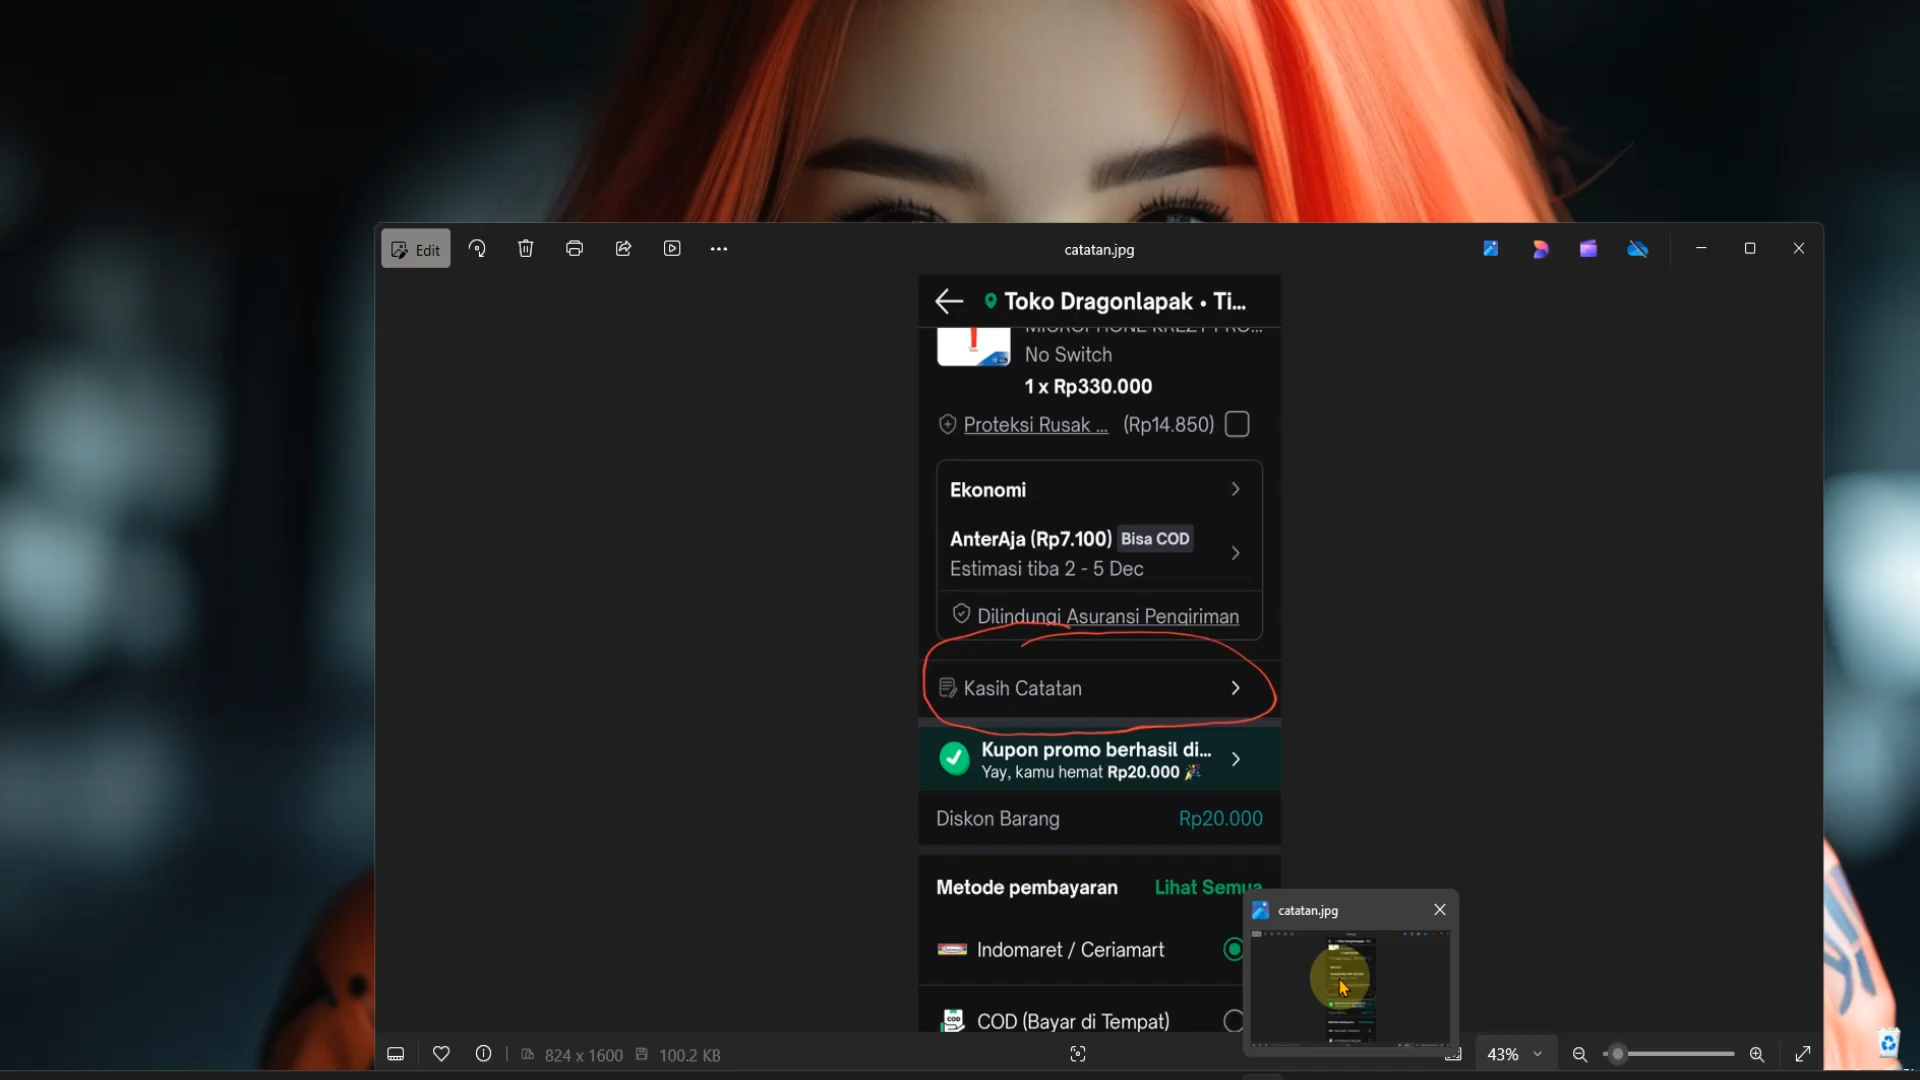 Edit
catatan.jpg
Toko Dragonlapak • Ti...
No Switch
1 x Rp330.000
Proteksi Rusak ... (Rp14.850)
Ekonomi
AnterAja (Rp7.100) Bisa COD
Estimasi tiba 2 - 5 Dec
Dilindungi Asuransi Pengiriman
Kasih Catatan
Kupon promo berhasil di...
Yay, kamu hemat Rp20.000
Diskon Barang Rp20.000
Metode pembayaran Lihat Semua
catatan.jpg
Indomaret / Ceriamart
COD (Bayar di Tempat)
824 x 1600 100.2 KB 43%